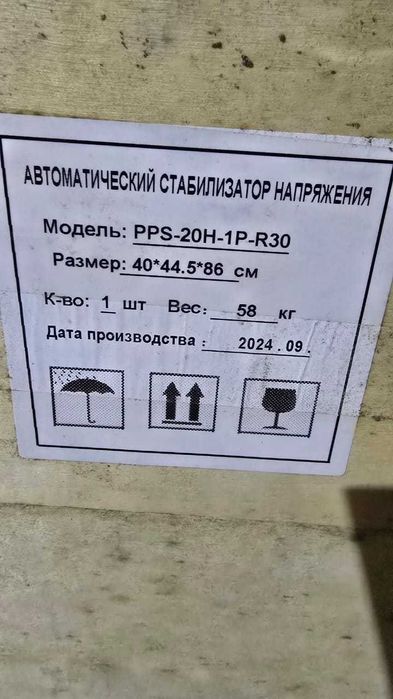 АВТОМАТИЧЕСКИЙ СТАБИЛИЗАТОР НАПРЯЖЕНИЯ
Модель: PPS-20H-1P-R30
Размер: 40*44.5*86 см
К-во: 1 шт Вес: 58 кг
Дата производства : 2024 .09 .